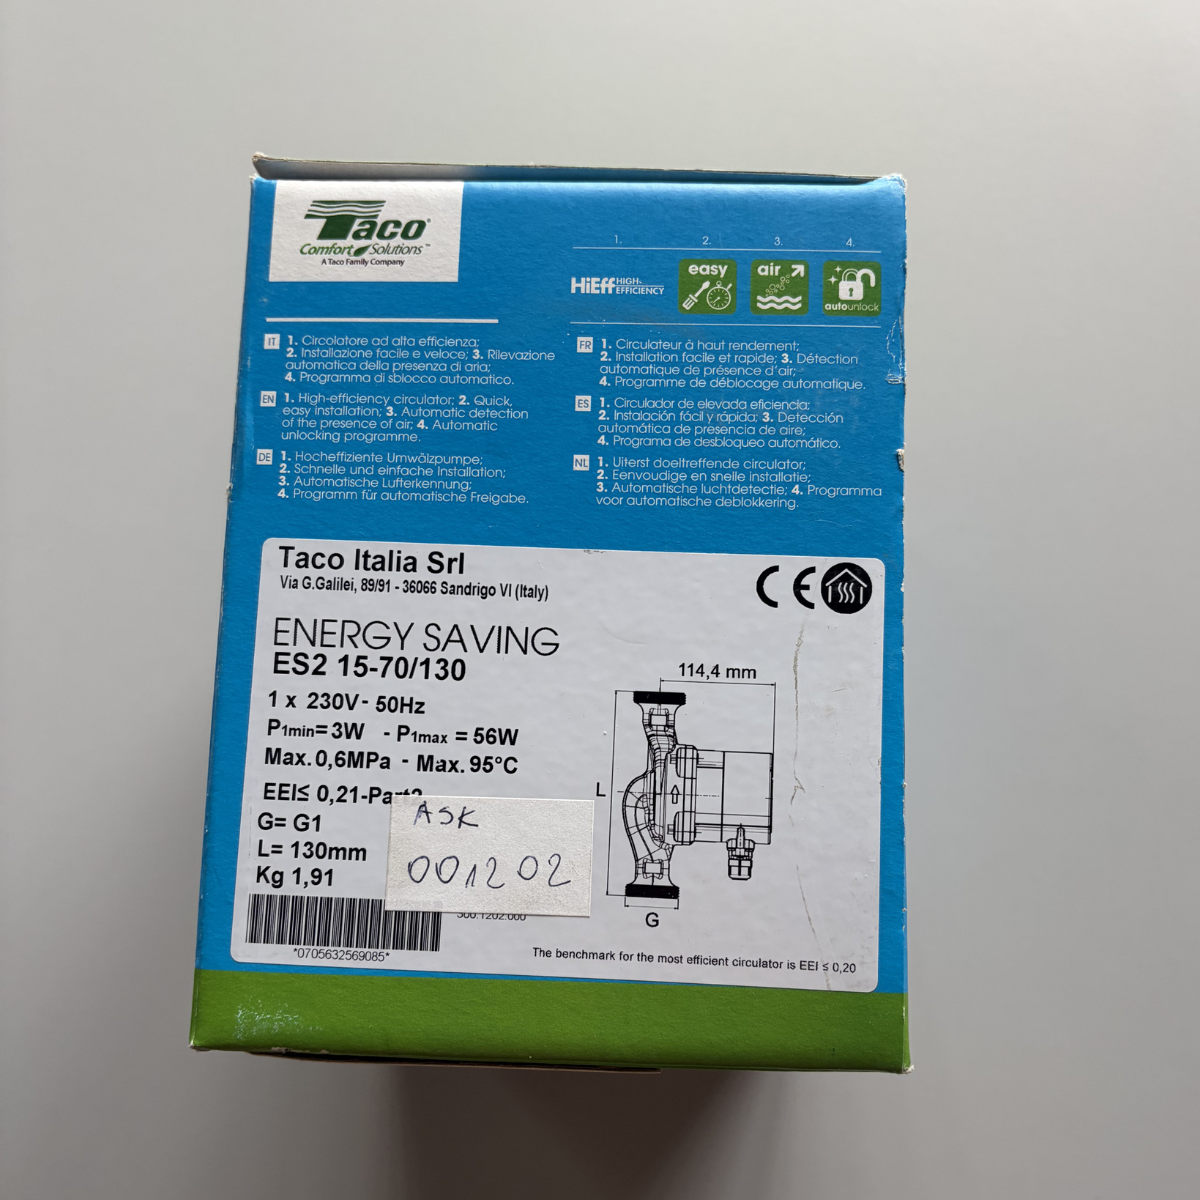 Taco®
Comfort Solutions™
A Taco Family Company
1. 2. 3. 4.
HiEff HIGH-EFFICIENCY
easy
air
autounlock
IT 1. Circolatore ad alta efficienza;
2. Installazione facile e veloce; 3. Rilevazione
automatica della presenza di aria;
4. Programma di sblocco automatico.
EN 1. High-efficiency circulator; 2. Quick,
easy installation; 3. Automatic detection
of the presence of air; 4. Automatic
unlocking programme.
DE 1. Hocheffiziente Umwälzpumpe;
2. Schnelle und einfache Installation;
3. Automatische Lufterkennung;
4. Programm für automatische Freigabe.
FR 1. Circulateur à haut rendement;
2. Installation facile et rapide; 3. Détection
automatique de présence d'air;
4. Programme de déblocage automatique.
ES 1. Circulador de elevada eficiencia;
2. Instalación fácil y rápida; 3. Detección
automática de presencia de aire;
4. Programa de desbloqueo automático.
NL 1. Uiterst doeltreffende circulator;
2. Eenvoudige en snelle installatie;
3. Automatische luchtdetectie; 4. Programma
voor automatische deblokkering.
Taco Italia Srl
Via G.Galilei, 89/91 - 36066 Sandrigo VI (Italy)
CE
ENERGY SAVING
ES2 15-70/130
1 x 230V - 50Hz
P1min=3W - P1max = 56W
Max. 0,6MPa - Max. 95°C
EEI≤ 0,21-Part2
G= G1
L= 130mm
Kg 1,91
114,4 mm
L
G
ASK
001202
300.1202.000
*0705632569085*
The benchmark for the most efficient circulator is EEI ≤ 0,20